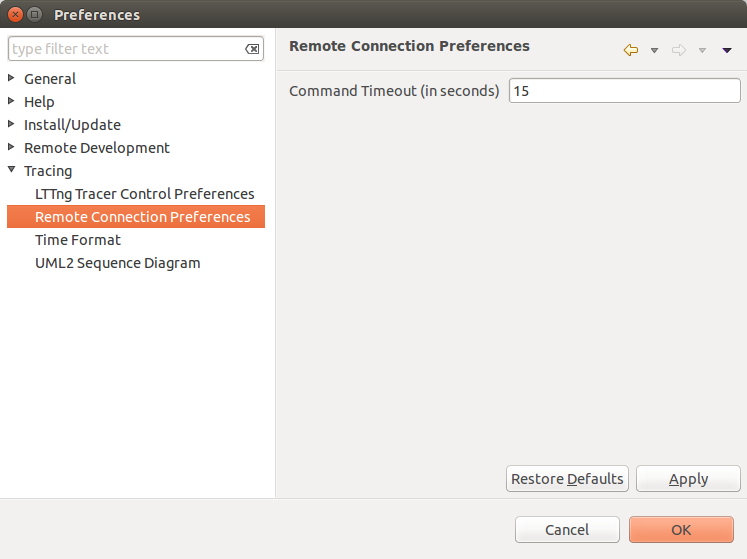 Preferences
type filter text
General
Help
Install/Update
Remote Development
Tracing
LTTng Tracer Control Preferences
Remote Connection Preferences
Time Format
UML2 Sequence Diagram
Remote Connection Preferences
Command Timeout (in seconds) 15
Restore Defaults Apply
Cancel OK